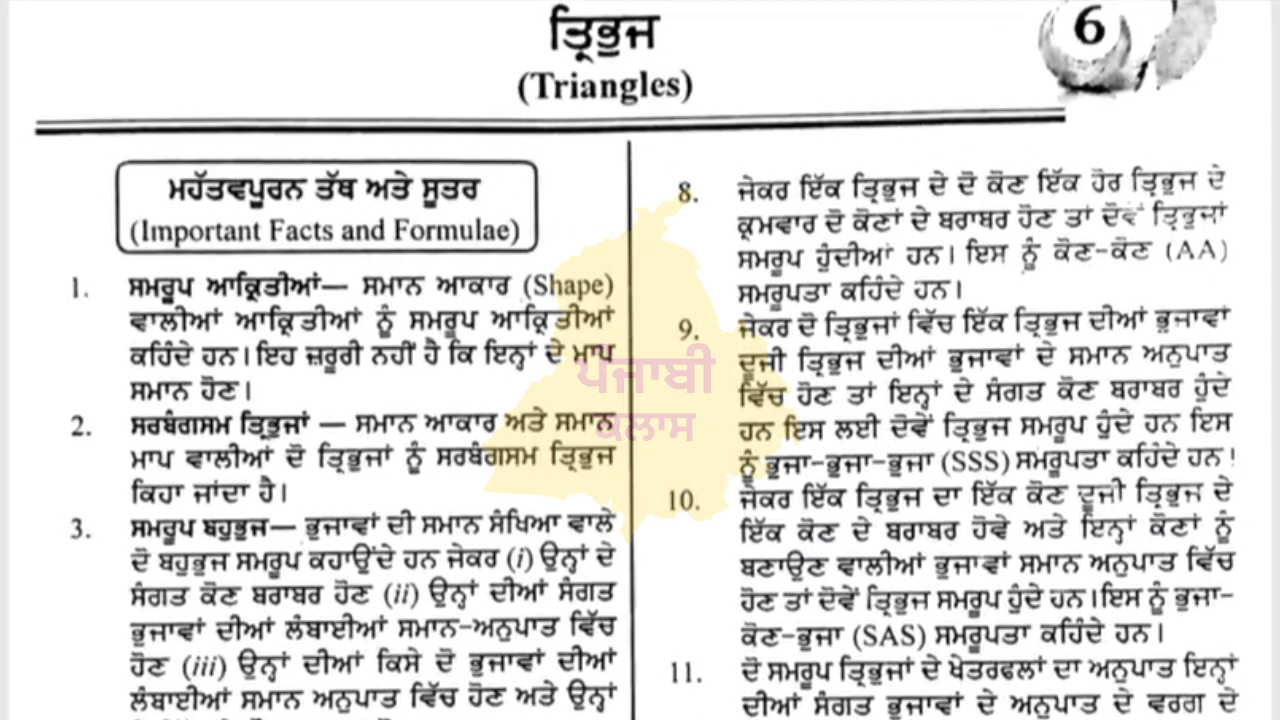 ਤ੍ਰਿਭੁਜ
(Triangles)
6
ਮਹੱਤਵਪੂਰਨ ਤੱਥ ਅਤੇ ਸੂਤਰ
(Important Facts and Formulae)
1. ਸਮਰੂਪ ਆਕ੍ਰਿਤੀਆਂ— ਸਮਾਨ ਆਕਾਰ (Shape)
ਵਾਲੀਆਂ ਆਕ੍ਰਿਤੀਆਂ ਨੂੰ ਸਮਰੂਪ ਆਕ੍ਰਿਤੀਆਂ
ਕਹਿੰਦੇ ਹਨ। ਇਹ ਜ਼ਰੂਰੀ ਨਹੀਂ ਹੈ ਕਿ ਇਨ੍ਹਾਂ ਦੇ ਮਾਪ
ਸਮਾਨ ਹੋਣ।
2. ਸਰਬੰਗਸਮ ਤ੍ਰਿਭੁਜਾਂ — ਸਮਾਨ ਆਕਾਰ ਅਤੇ ਸਮਾਨ
ਮਾਪ ਵਾਲੀਆਂ ਦੋ ਤ੍ਰਿਭੁਜਾਂ ਨੂੰ ਸਰਬੰਗਸਮ ਤ੍ਰਿਭੁਜ
ਕਿਹਾ ਜਾਂਦਾ ਹੈ।
3. ਸਮਰੂਪ ਬਹੁਭੁਜ— ਭੁਜਾਵਾਂ ਦੀ ਸਮਾਨ ਸੰਖਿਆ ਵਾਲੇ
ਦੋ ਬਹੁਭੁਜ ਸਮਰੂਪ ਕਹਾਉਂਦੇ ਹਨ ਜੇਕਰ (i) ਉਨ੍ਹਾਂ ਦੇ
ਸੰਗਤ ਕੋਣ ਬਰਾਬਰ ਹੋਣ (ii) ਉਨ੍ਹਾਂ ਦੀਆਂ ਸੰਗਤ
ਭੁਜਾਵਾਂ ਦੀਆਂ ਲੰਬਾਈਆਂ ਸਮਾਨ-ਅਨੁਪਾਤ ਵਿੱਚ
ਹੋਣ (iii) ਉਨ੍ਹਾਂ ਦੀਆਂ ਕਿਸੇ ਦੋ ਭੁਜਾਵਾਂ ਦੀਆਂ
ਲੰਬਾਈਆਂ ਸਮਾਨ ਅਨੁਪਾਤ ਵਿੱਚ ਹੋਣ ਅਤੇ ਉਨ੍ਹਾਂ
8. ਜੇਕਰ ਇੱਕ ਤ੍ਰਿਭੁਜ ਦੇ ਦੋ ਕੋਣ ਇੱਕ ਹੋਰ ਤ੍ਰਿਭੁਜ ਦੇ
ਕ੍ਰਮਵਾਰ ਦੋ ਕੋਣਾਂ ਦੇ ਬਰਾਬਰ ਹੋਣ ਤਾਂ ਦੋਵੇਂ ਤ੍ਰਿਭੁਜਾਂ
ਸਮਰੂਪ ਹੁੰਦੀਆਂ ਹਨ। ਇਸ ਨੂੰ ਕੋਣ-ਕੋਣ (AA)
ਸਮਰੂਪਤਾ ਕਹਿੰਦੇ ਹਨ।
9. ਜੇਕਰ ਦੋ ਤ੍ਰਿਭੁਜਾਂ ਵਿੱਚ ਇੱਕ ਤ੍ਰਿਭੁਜ ਦੀਆਂ ਭੁਜਾਵਾਂ
ਦੂਜੀ ਤ੍ਰਿਭੁਜ ਦੀਆਂ ਭੁਜਾਵਾਂ ਦੇ ਸਮਾਨ ਅਨੁਪਾਤ
ਵਿੱਚ ਹੋਣ ਤਾਂ ਇਨ੍ਹਾਂ ਦੇ ਸੰਗਤ ਕੋਣ ਬਰਾਬਰ ਹੁੰਦੇ
ਹਨ ਇਸ ਲਈ ਦੋਵੇਂ ਤ੍ਰਿਭੁਜ ਸਮਰੂਪ ਹੁੰਦੇ ਹਨ ਇਸ
ਨੂੰ ਭੁਜਾ-ਭੁਜਾ-ਭੁਜਾ (SSS) ਸਮਰੂਪਤਾ ਕਹਿੰਦੇ ਹਨ।
10. ਜੇਕਰ ਇੱਕ ਤ੍ਰਿਭੁਜ ਦਾ ਇੱਕ ਕੋਣ ਦੂਜੀ ਤ੍ਰਿਭੁਜ ਦੇ
ਇੱਕ ਕੋਣ ਦੇ ਬਰਾਬਰ ਹੋਵੇ ਅਤੇ ਇਨ੍ਹਾਂ ਕੋਣਾਂ ਨੂੰ
ਬਣਾਉਣ ਵਾਲੀਆਂ ਭੁਜਾਵਾਂ ਸਮਾਨ ਅਨੁਪਾਤ ਵਿੱਚ
ਹੋਣ ਤਾਂ ਦੋਵੇਂ ਤ੍ਰਿਭੁਜ ਸਮਰੂਪ ਹੁੰਦੇ ਹਨ।ਇਸ ਨੂੰ ਭੁਜਾ-
ਕੋਣ-ਭੁਜਾ (SAS) ਸਮਰੂਪਤਾ ਕਹਿੰਦੇ ਹਨ।
11. ਦੋ ਸਮਰੂਪ ਤ੍ਰਿਭੁਜਾਂ ਦੇ ਖੇਤਰਫਲਾਂ ਦਾ ਅਨੁਪਾਤ ਇਨ੍ਹਾਂ
ਦੀਆਂ ਸੰਗਤ ਭੁਜਾਵਾਂ ਦੇ ਅਨੁਪਾਤ ਦੇ ਵਰਗ ਦੇ
ਪੰਜਾਬੀ
ਕਲਾਸ